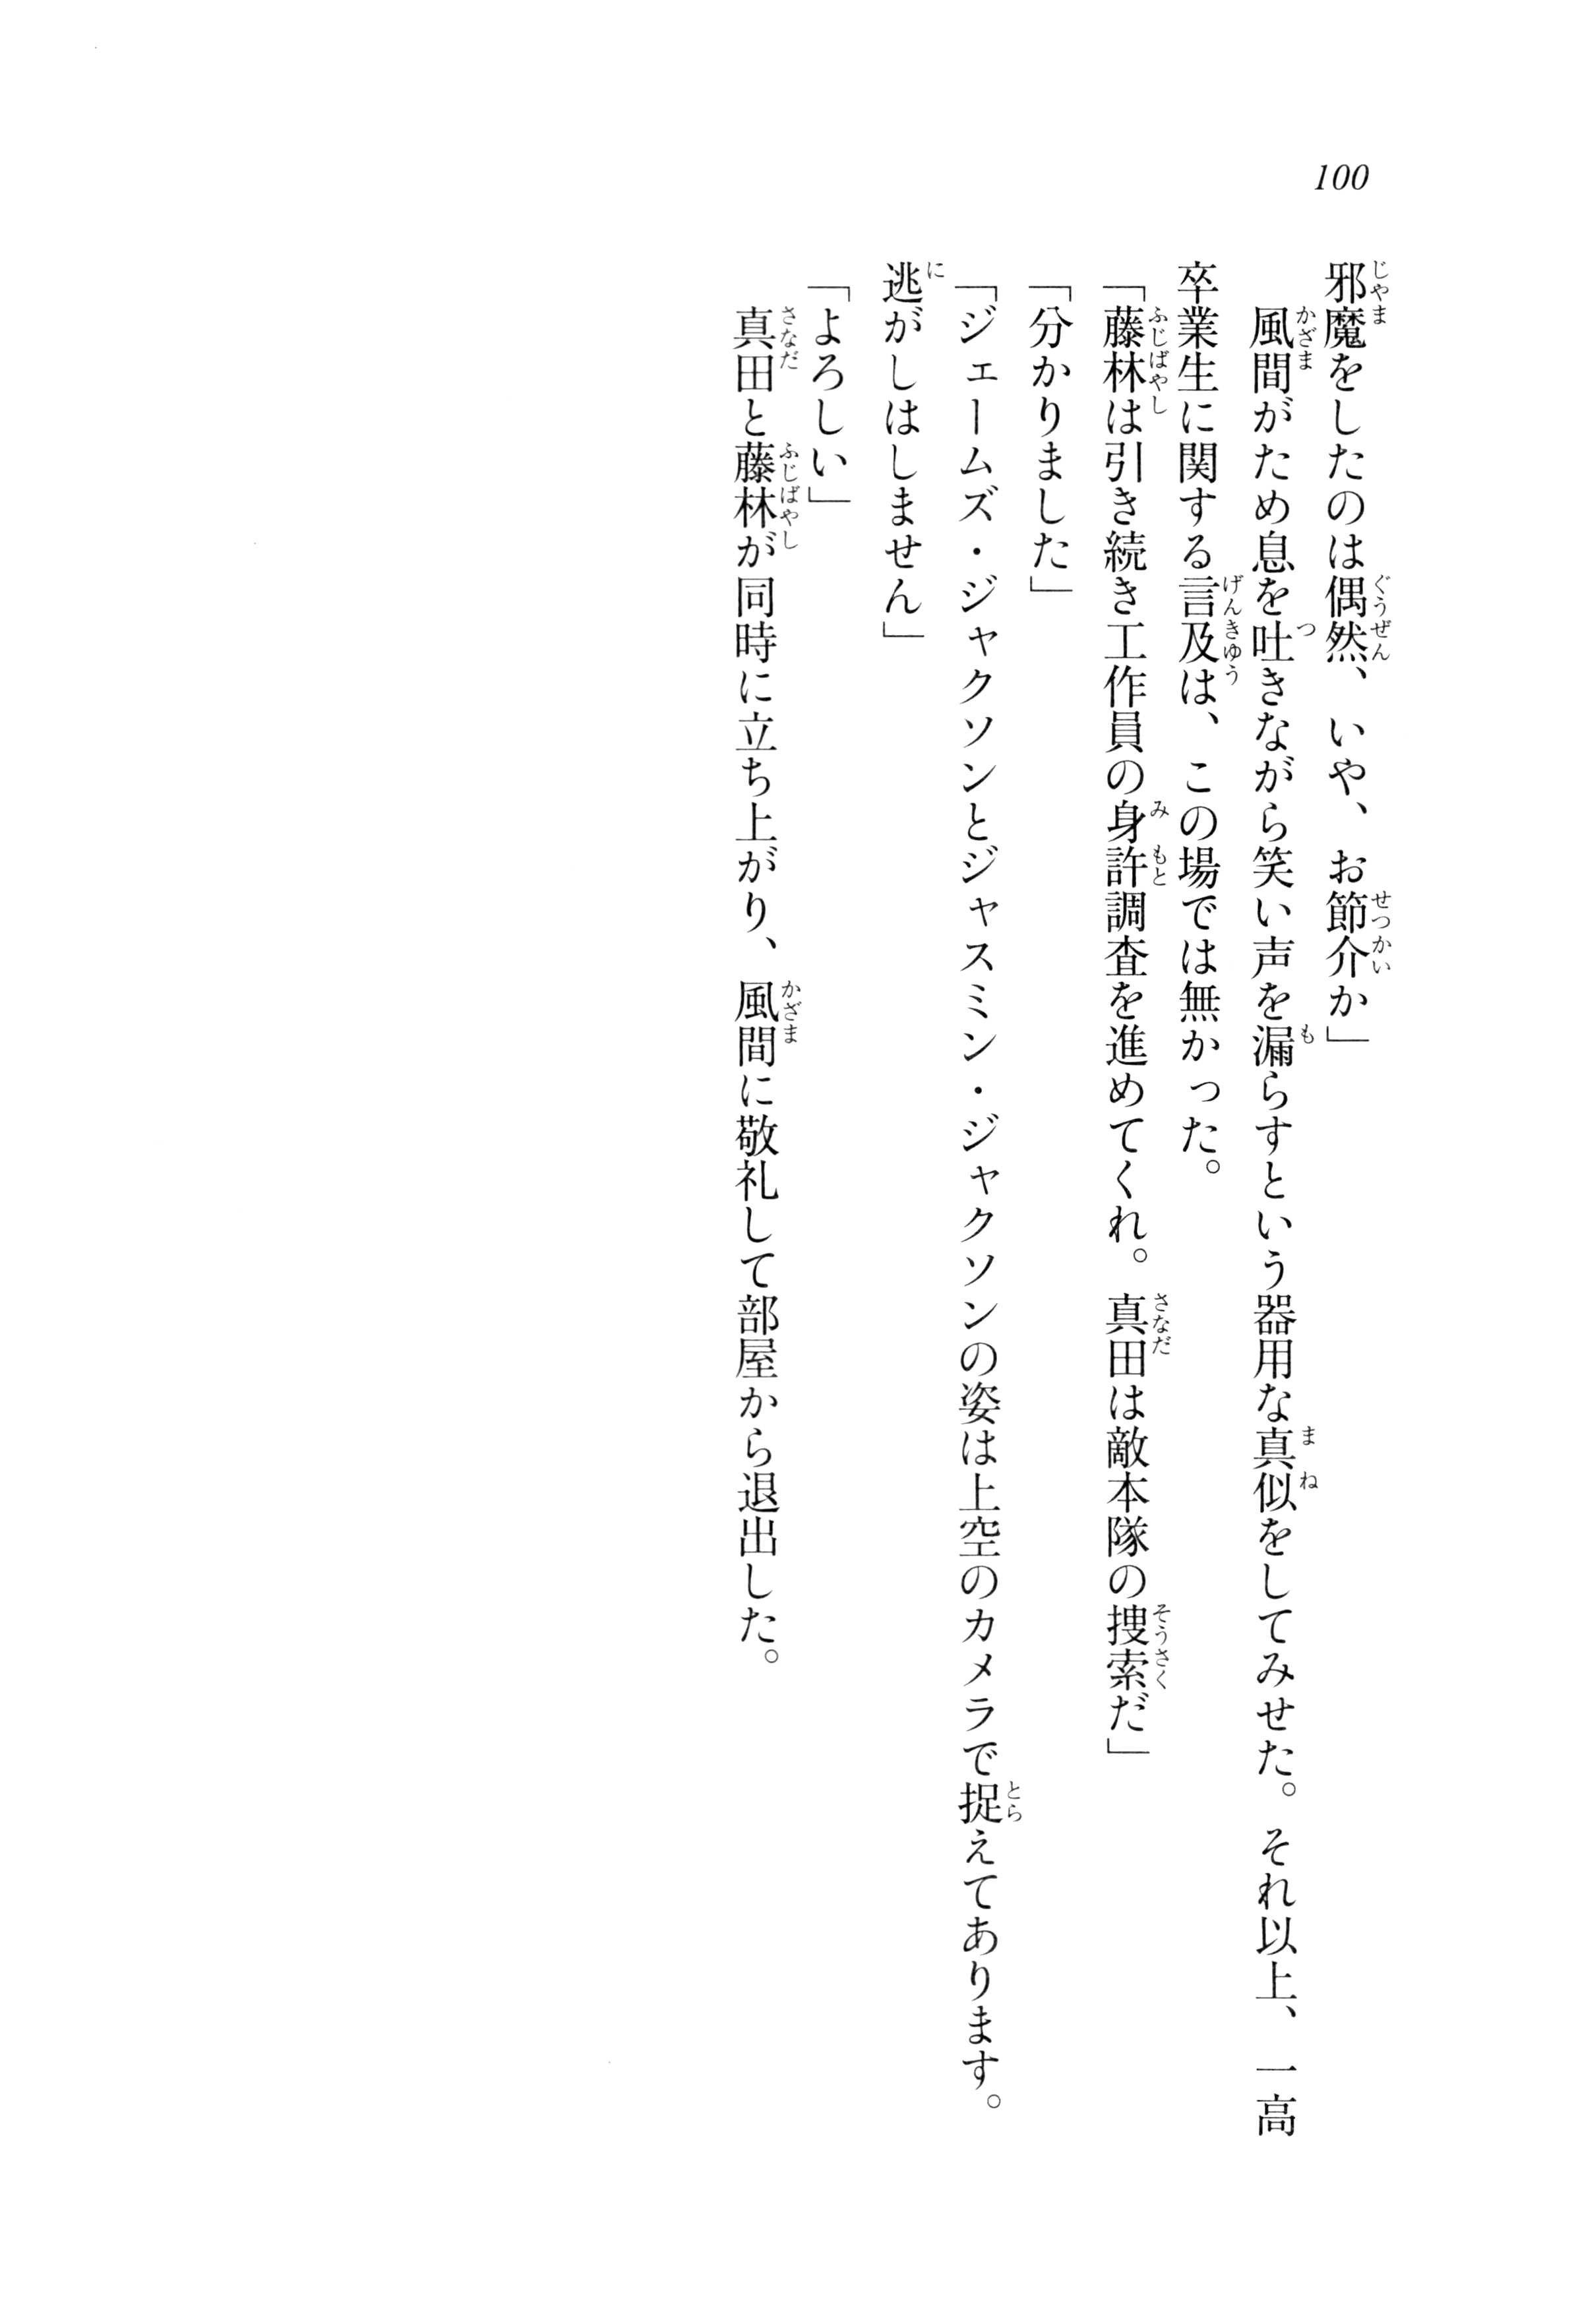 100
邪魔をしたのは偶然、いや、お節介か」
風間がため息を吐きながら笑い声を漏らすという器用な真似をしてみせた。それ以上、一高
卒業生に関する言及は、この場では無かった。
「藤林は引き続き工作員の身許調査を進めてくれ。真田は敵本隊の捜索だ」
「分かりました」
「ジェームズ・ジャクソンとジャスミン・ジャクソンの姿は上空のカメラで捉えてあります。
逃がしはしません」
「よろしい」
真田と藤林が同時に立ち上がり、風間に敬礼して部屋から退出した。